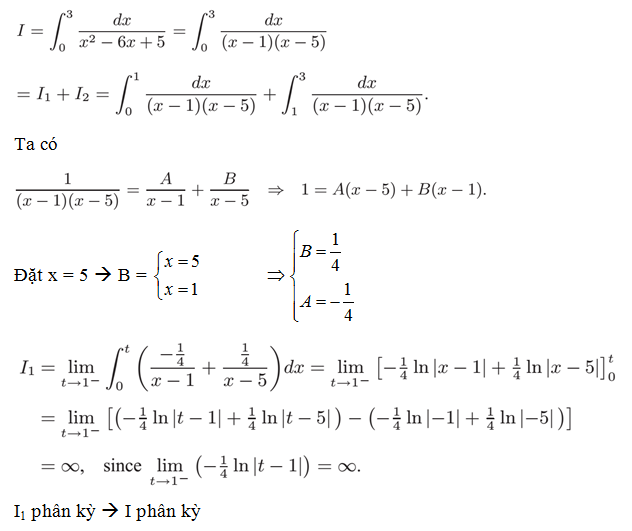 I = ∫₀³ dx/(x² − 6x + 5) = ∫₀³ dx/((x − 1)(x − 5))
= I₁ + I₂ = ∫₀¹ dx/((x − 1)(x − 5)) + ∫₁³ dx/((x − 1)(x − 5)).
Ta có
1/((x − 1)(x − 5)) = A/(x − 1) + B/(x − 5) ⇒ 1 = A(x − 5) + B(x − 1).
Đặt x = 5 → B = { x = 5 ; x = 1 ⇒ { B = 1/4 ; A = −1/4
I₁ = lim_{t→1⁻} ∫₀ᵗ ( (−1/4)/(x − 1) + (1/4)/(x − 5) ) dx = lim_{t→1⁻} [−1/4 ln|x − 1| + 1/4 ln|x − 5|]₀ᵗ
= lim_{t→1⁻} [(−1/4 ln|t − 1| + 1/4 ln|t − 5|) − (−1/4 ln|−1| + 1/4 ln|−5|)]
= ∞, since lim_{t→1⁻} (−1/4 ln|t − 1|) = ∞.
I₁ phân kỳ → I phân kỳ